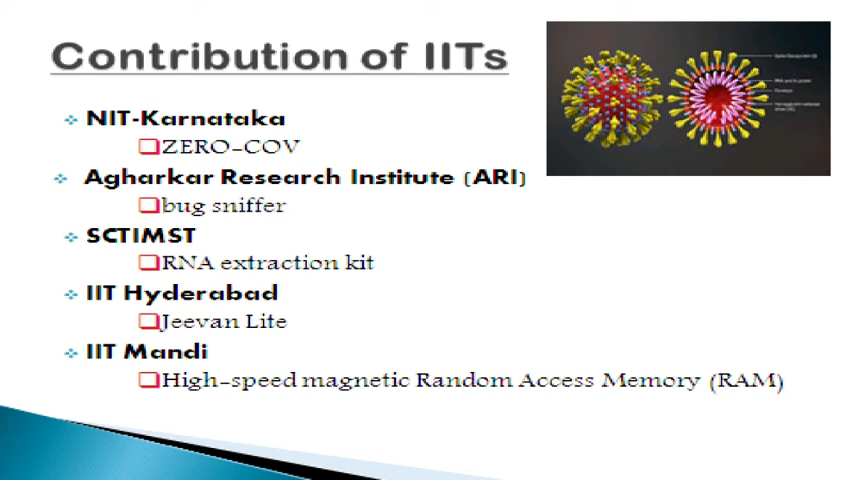 Contribution of IITs
NIT-Karnataka
ZERO-COV
Agharkar Research Institute (ARI)
bug sniffer
SCTIMST
RNA extraction kit
IIT Hyderabad
Jeevan Lite
IIT Mandi
High-speed magnetic Random Access Memory (RAM)